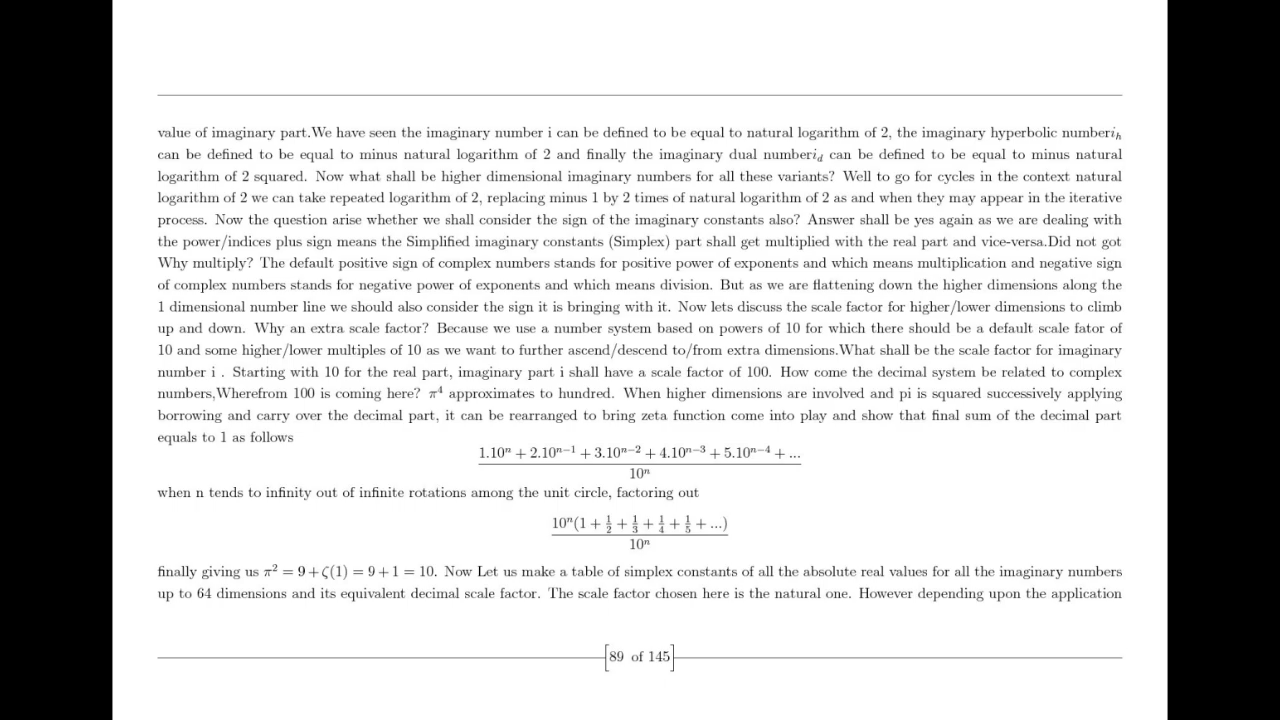 value of imaginary part.We have seen the imaginary number i can be defined to be equal to natural logarithm of 2, the imaginary hyperbolic number$i_h$
can be defined to be equal to minus natural logarithm of 2 and finally the imaginary dual number$i_d$ can be defined to be equal to minus natural
logarithm of 2 squared. Now what shall be higher dimensional imaginary numbers for all these variants? Well to go for cycles in the context natural
logarithm of 2 we can take repeated logarithm of 2, replacing minus 1 by 2 times of natural logarithm of 2 as and when they may appear in the iterative
process. Now the question arise whether we shall consider the sign of the imaginary constants also? Answer shall be yes again as we are dealing with
the power/indices plus sign means the Simplified imaginary constants (Simplex) part shall get multiplied with the real part and vice-versa.Did not got
Why multiply? The default positive sign of complex numbers stands for positive power of exponents and which means multiplication and negative sign
of complex numbers stands for negative power of exponents and which means division. But as we are flattening down the higher dimensions along the
1 dimensional number line we should also consider the sign it is bringing with it. Now lets discuss the scale factor for higher/lower dimensions to climb
up and down. Why an extra scale factor? Because we use a number system based on powers of 10 for which there should be a default scale fator of
10 and some higher/lower multiples of 10 as we want to further ascend/descend to/from extra dimensions.What shall be the scale factor for imaginary
number i . Starting with 10 for the real part, imaginary part i shall have a scale factor of 100. How come the decimal system be related to complex
numbers,Wherefrom 100 is coming here? $\pi^4$ approximates to hundred. When higher dimensions are involved and pi is squared successively applying
borrowing and carry over the decimal part, it can be rearranged to bring zeta function come into play and show that final sum of the decimal part
equals to 1 as follows
$\frac{1.10^n + 2.10^{n-1} + 3.10^{n-2} + 4.10^{n-3} + 5.10^{n-4} + ...}{10^n}$
when n tends to infinity out of infinite rotations among the unit circle, factoring out
$\frac{10^n(1 + \frac{1}{2} + \frac{1}{3} + \frac{1}{4} + \frac{1}{5} + ...)}{10^n}$
finally giving us $\pi^2 = 9 + \zeta(1) = 9 + 1 = 10$. Now Let us make a table of simplex constants of all the absolute real values for all the imaginary numbers
up to 64 dimensions and its equivalent decimal scale factor. The scale factor chosen here is the natural one. However depending upon the application
[89 of 145]